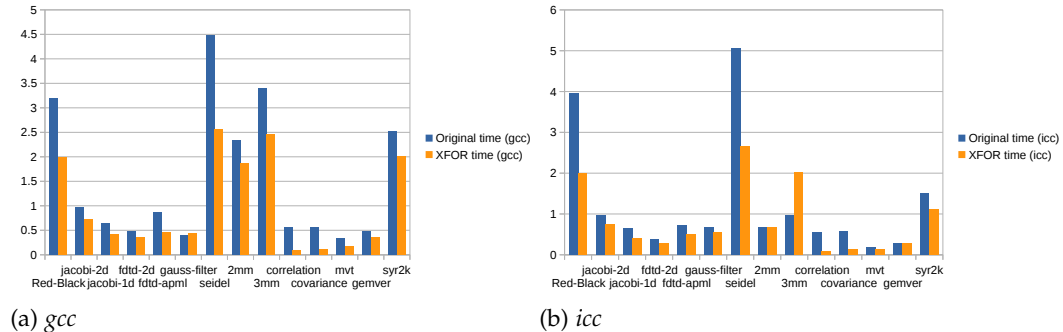 5
4.5
4
3.5
3
2.5
2
1.5
1
0.5
0
jacobi-2d fdtd-2d gauss-filter 2mm correlation mvt syr2k
Red-Black jacobi-1d fdtd-apml seidel 3mm covariance gemver
Original time (gcc)
XFOR time (gcc)
(a) gcc
6
5
4
3
2
1
0
jacobi-2d fdtd-2d gauss-filter 2mm correlation mvt syr2k
Red-Black jacobi-1d fdtd-apml seidel 3mm covariance gemver
Original time (icc)
XFOR time (icc)
(b) icc